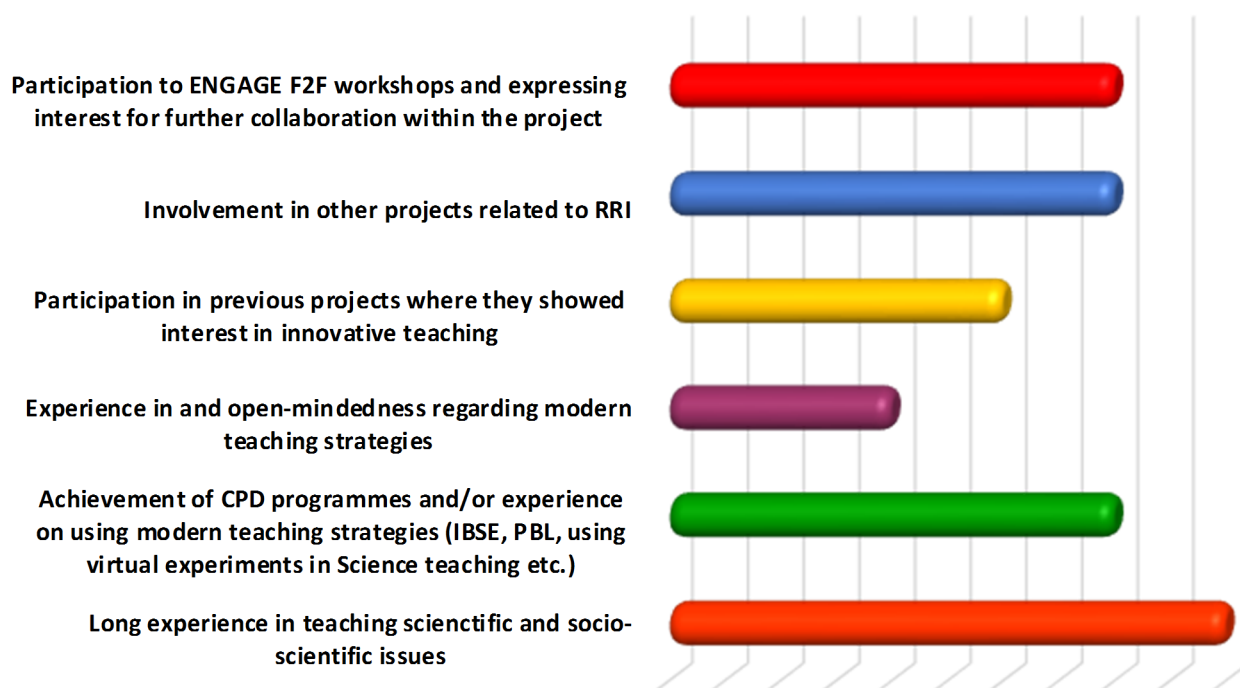 Participation to ENGAGE F2F workshops and expressing
interest for further collaboration within the project
Involvement in other projects related to RRI
Participation in previous projects where they showed
interest in innovative teaching
Experience in and open-mindedness regarding modern
teaching strategies
Achievement of CPD programmes and/or experience
on using modern teaching strategies (IBSE, PBL, using
virtual experiments in Science teaching etc.)
Long experience in teaching scienctific and socio-
scientific issues